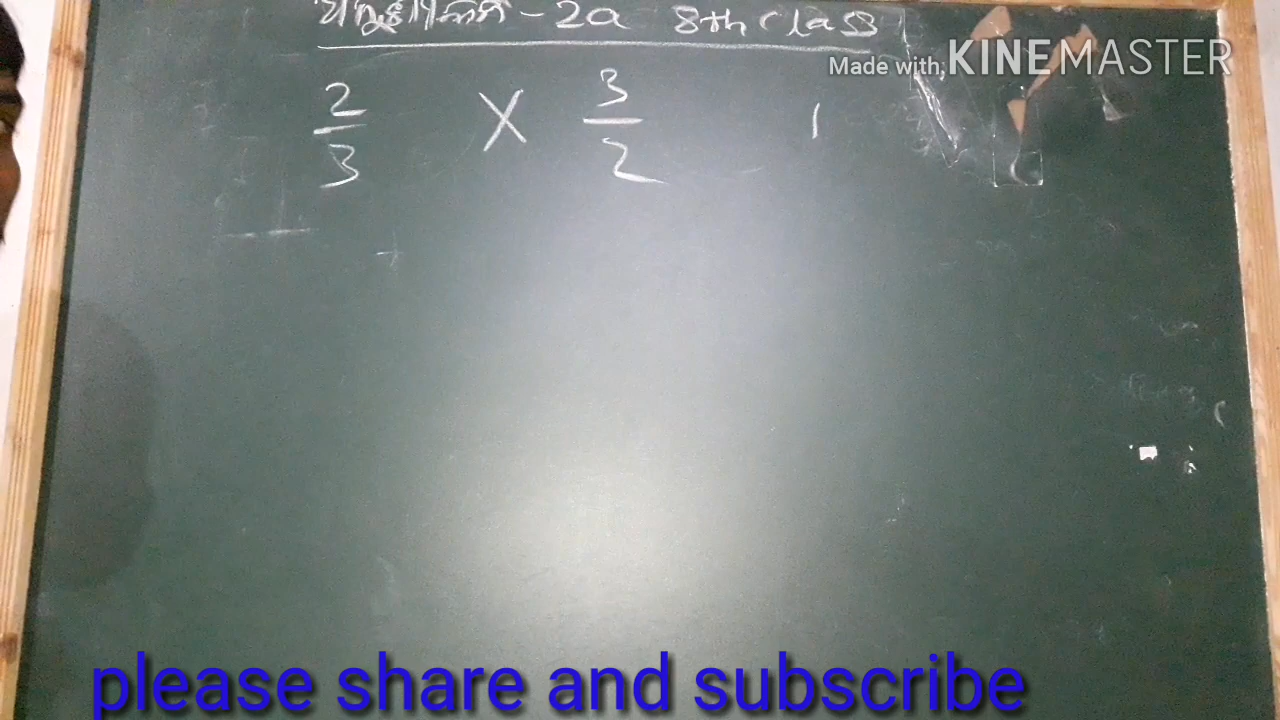 - 2a 8th Class
Made with KINEMASTER
2/3 X 3/2 1
please share and subscribe